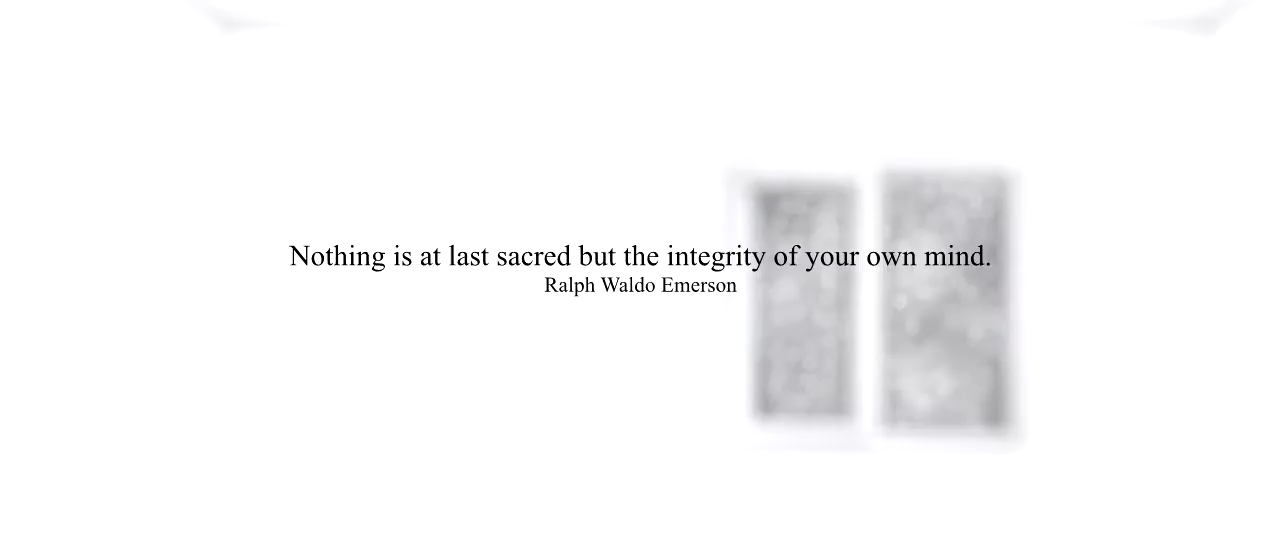 Nothing is at last sacred but the integrity of your own mind.
Ralph Waldo Emerson